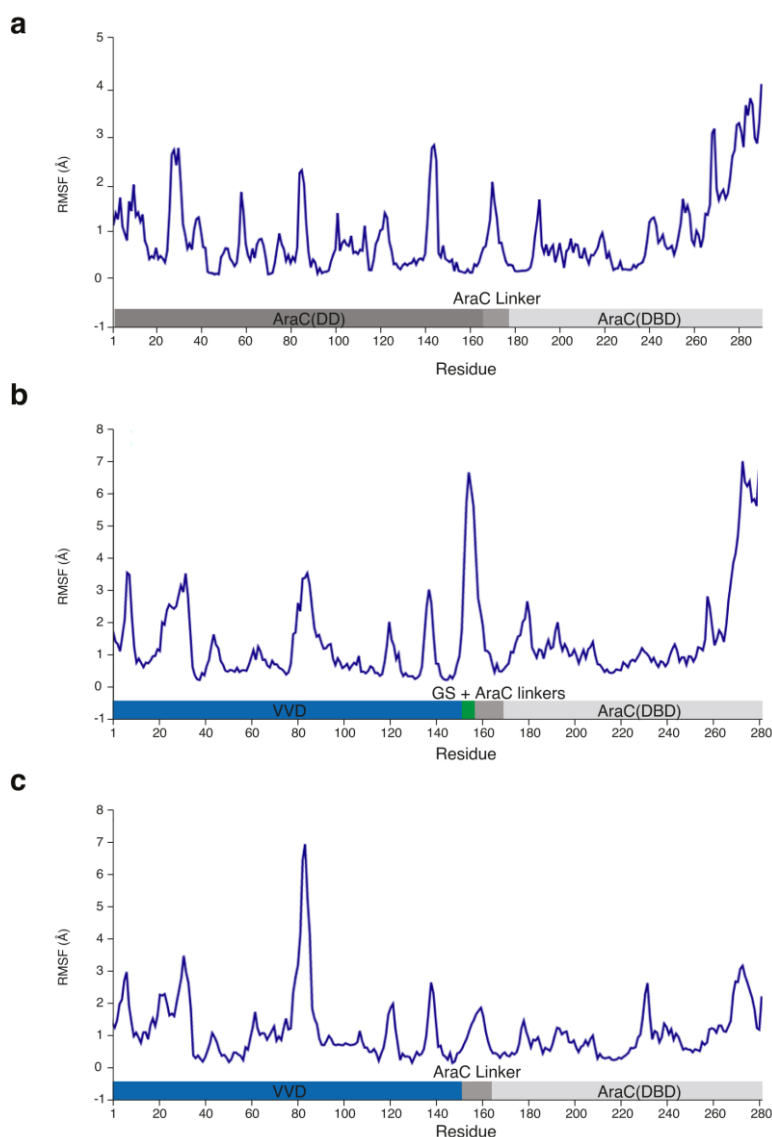 a
5
4
3
2
1
0
-1
RMSF (Å)
AraC Linker
AraC(DD) AraC(DBD)
1 20 40 60 80 100 120 140 160 180 200 220 240 260 280
Residue
b
8
7
6
5
4
3
2
1
0
-1
RMSF (Å)
GS + AraC linkers
VVD AraC(DBD)
1 20 40 60 80 100 120 140 160 180 200 220 240 260 280
Residue
c
8
7
6
5
4
3
2
1
0
-1
RMSF (Å)
AraC Linker
VVD AraC(DBD)
1 20 40 60 80 100 120 140 160 180 200 220 240 260 280
Residue